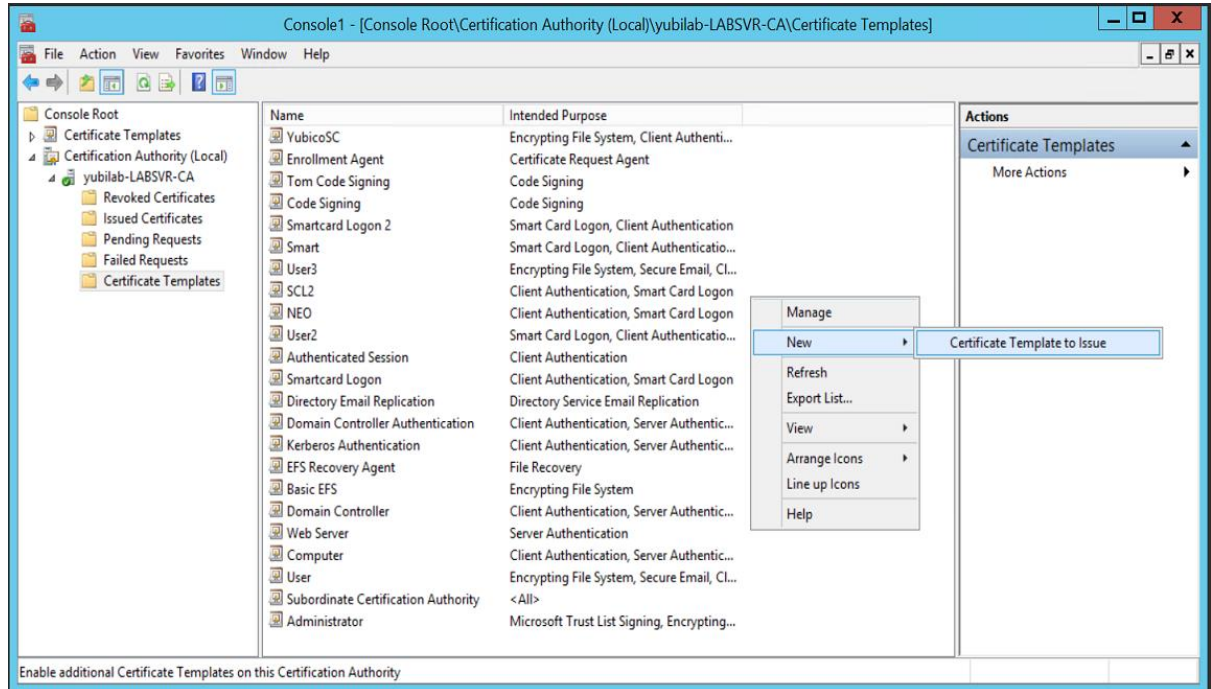 Console1 - [Console Root\Certification Authority (Local)\yubilab-LABSVR-CA\Certificate Templates]
File Action View Favorites Window Help
Console Root
Certificate Templates
Certification Authority (Local)
yubilab-LABSVR-CA
Revoked Certificates
Issued Certificates
Pending Requests
Failed Requests
Certificate Templates
Name Intended Purpose
YubicoSC Encrypting File System, Client Authenti...
Enrollment Agent Certificate Request Agent
Tom Code Signing Code Signing
Code Signing Code Signing
Smartcard Logon 2 Smart Card Logon, Client Authentication
Smart Smart Card Logon, Client Authenticatio...
User3 Encrypting File System, Secure Email, Cl...
SCL2 Client Authentication, Smart Card Logon
NEO Client Authentication, Smart Card Logon
User2 Smart Card Logon, Client Authenticatio...
Authenticated Session Client Authentication
Smartcard Logon Client Authentication, Smart Card Logon
Directory Email Replication Directory Service Email Replication
Domain Controller Authentication Client Authentication, Server Authentic...
Kerberos Authentication Client Authentication, Server Authentic...
EFS Recovery Agent File Recovery
Basic EFS Encrypting File System
Domain Controller Client Authentication, Server Authentic...
Web Server Server Authentication
Computer Client Authentication, Server Authentic...
User Encrypting File System, Secure Email, Cl...
Subordinate Certification Authority <All>
Administrator Microsoft Trust List Signing, Encrypting...
Manage
New
Refresh
Export List...
View
Arrange Icons
Line up Icons
Help
Certificate Template to Issue
Actions
Certificate Templates
More Actions
Enable additional Certificate Templates on this Certification Authority